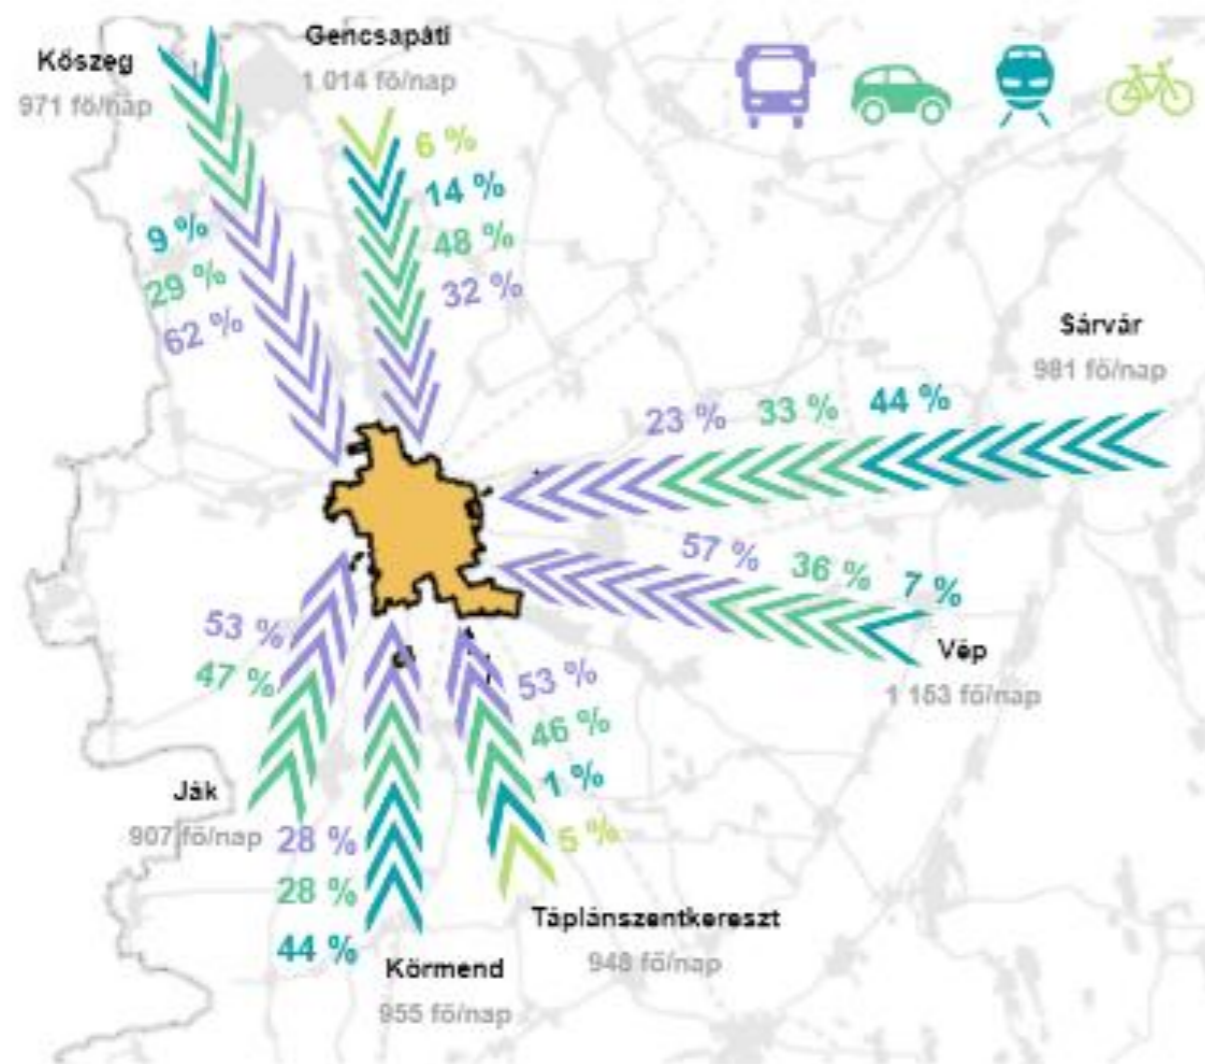 Kőszeg
971 fő/nap
Gencsapáti
1 014 fő/nap
6 %
14 %
48 %
32 %
9 %
29 %
62 %
Sárvár
981 fő/nap
23 % 33 % 44 %
57 % 36 % 7 %
Vép
1 153 fő/nap
53 %
47 %
Ják
907 fő/nap
28 %
28 %
44 %
Körmend
955 fő/nap
53 %
46 %
1 %
5 %
Táplánszentkereszt
948 fő/nap